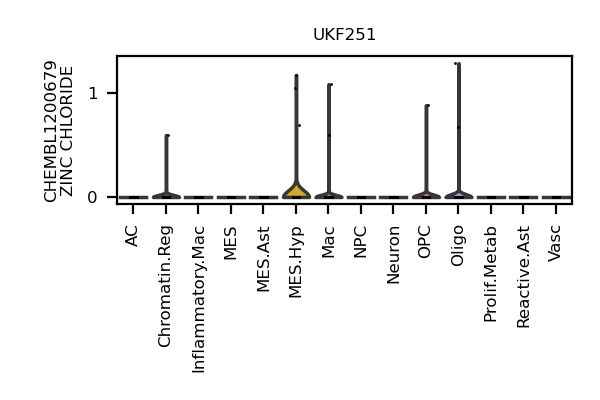 UKF251
CHEMBL1200679
ZINC CHLORIDE
1
0
AC
Chromatin.Reg
Inflammatory.Mac
MES
MES.Ast
MES.Hyp
Mac
NPC
Neuron
OPC
Oligo
Prolif.Metab
Reactive.Ast
Vasc